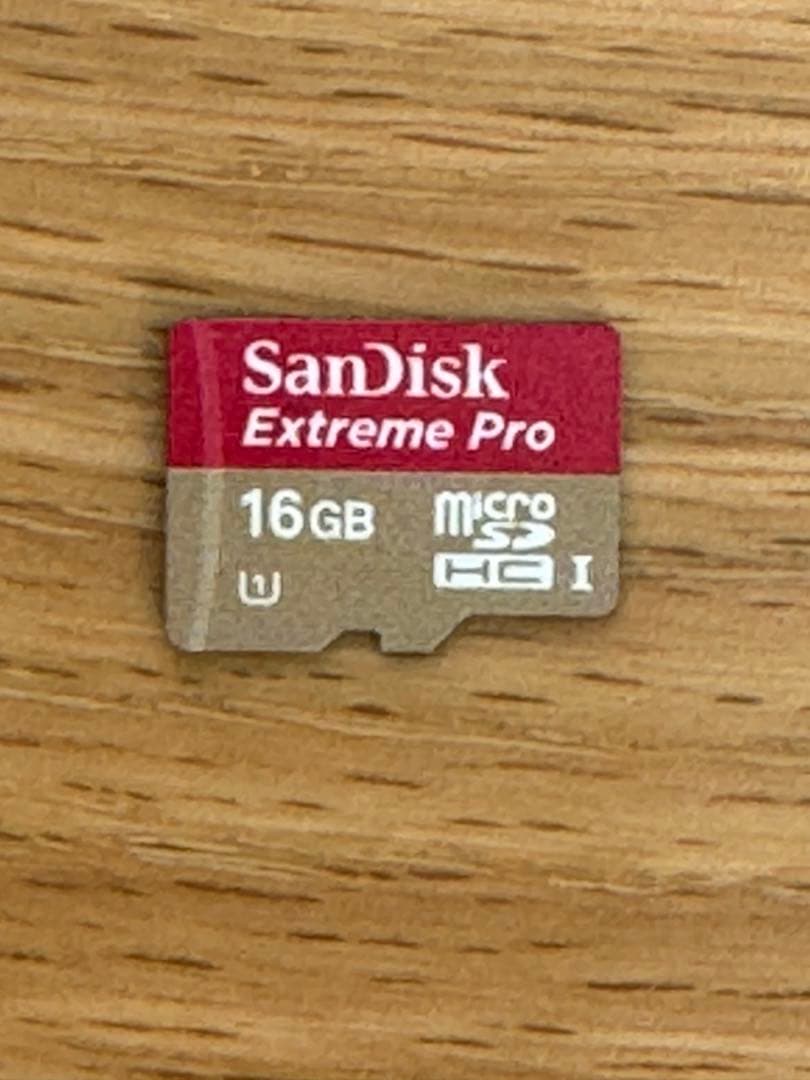 SanDisk
Extreme Pro
16GB
micro
SD
HC I
1